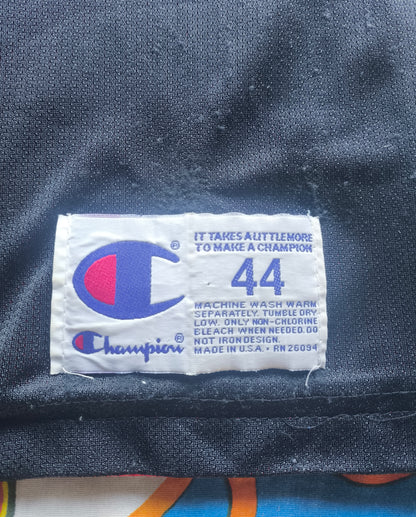 IT TAKES A LITTLE MORE
TO MAKE A CHAMPION
®
44
MACHINE WASH WARM
SEPARATELY. TUMBLE DRY
LOW. ONLY NON-CHLORINE
BLEACH WHEN NEEDED. DO
NOT IRON DESIGN.
MADE IN U.S.A. • RN 26094
Champion®